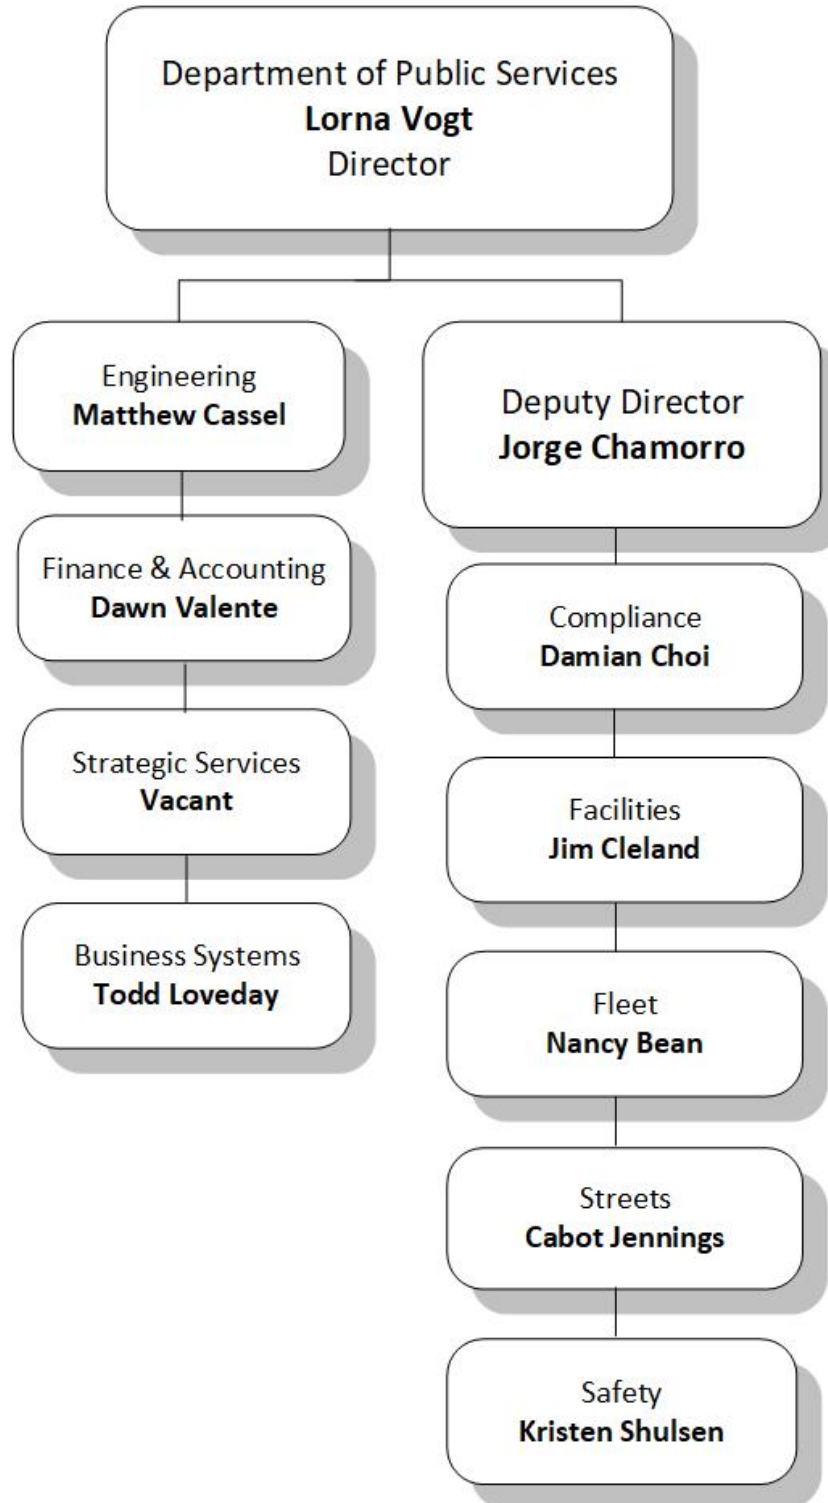 Department of Public Services
Lorna Vogt
Director
Engineering
Matthew Cassel
Finance & Accounting
Dawn Valente
Strategic Services
Vacant
Business Systems
Todd Loveday
Deputy Director
Jorge Chamorro
Compliance
Damian Choi
Facilities
Jim Cleland
Fleet
Nancy Bean
Streets
Cabot Jennings
Safety
Kristen Shulsen